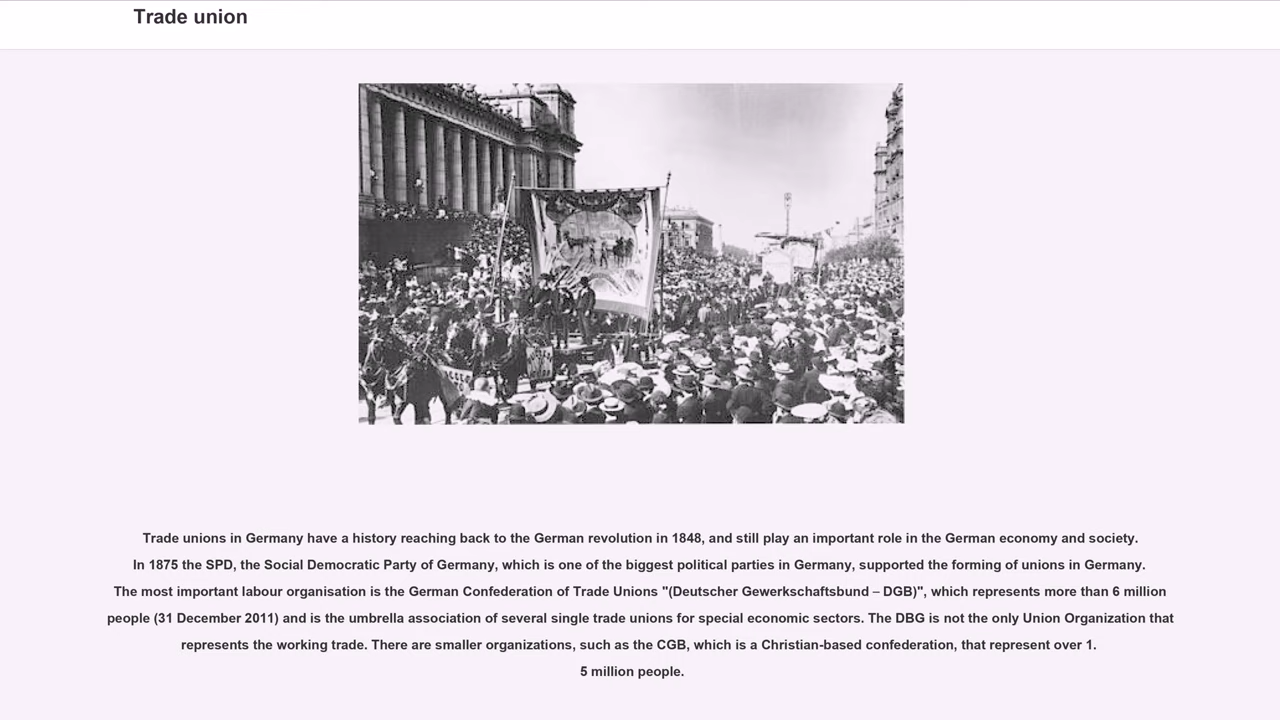 Trade union
Trade unions in Germany have a history reaching back to the German revolution in 1848, and still play an important role in the German economy and society.
In 1875 the SPD, the Social Democratic Party of Germany, which is one of the biggest political parties in Germany, supported the forming of unions in Germany.
The most important labour organisation is the German Confederation of Trade Unions "(Deutscher Gewerkschaftsbund – DGB)", which represents more than 6 million
people (31 December 2011) and is the umbrella association of several single trade unions for special economic sectors. The DBG is not the only Union Organization that
represents the working trade. There are smaller organizations, such as the CGB, which is a Christian-based confederation, that represent over 1.
5 million people.